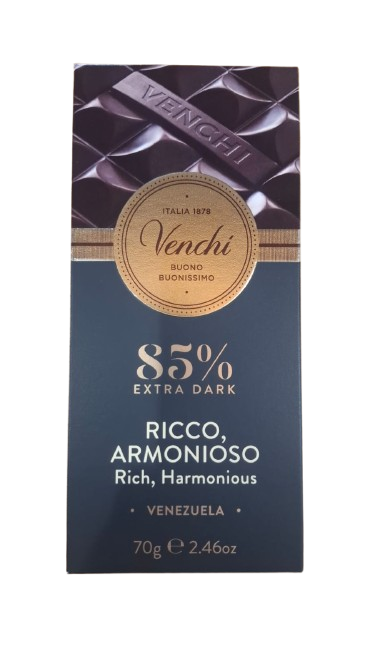 VENCHI
ITALIA 1878
Venchi
BUONO
BUONISSIMO
85%
EXTRA DARK
RICCO,
ARMONIOSO
Rich, Harmonious
• VENEZUELA •
70g ℮ 2.46oz